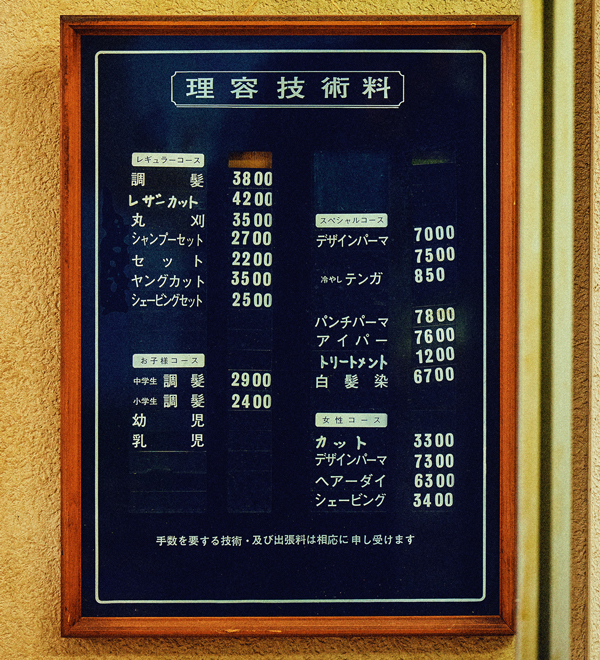 理容技術料
レギュラーコース
調髪 3800
レザーカット 4200
丸刈 3500
シャンプーセット 2700
セット 2200
ヤングカット 3500
シェービングセット 2500
お子様コース
中学生 調髪 2900
小学生 調髪 2400
幼児
乳児
スペシャルコース
デザインパーマ 7000
7500
冷やし テンガ 850
パンチパーマ 7800
アイパー 7600
トリートメント 1200
白髪染 6700
女性コース
カット 3300
デザインパーマ 7300
ヘアーダイ 6300
シェービング 3400
手数を要する技術・及び出張料は相応に申し受けます